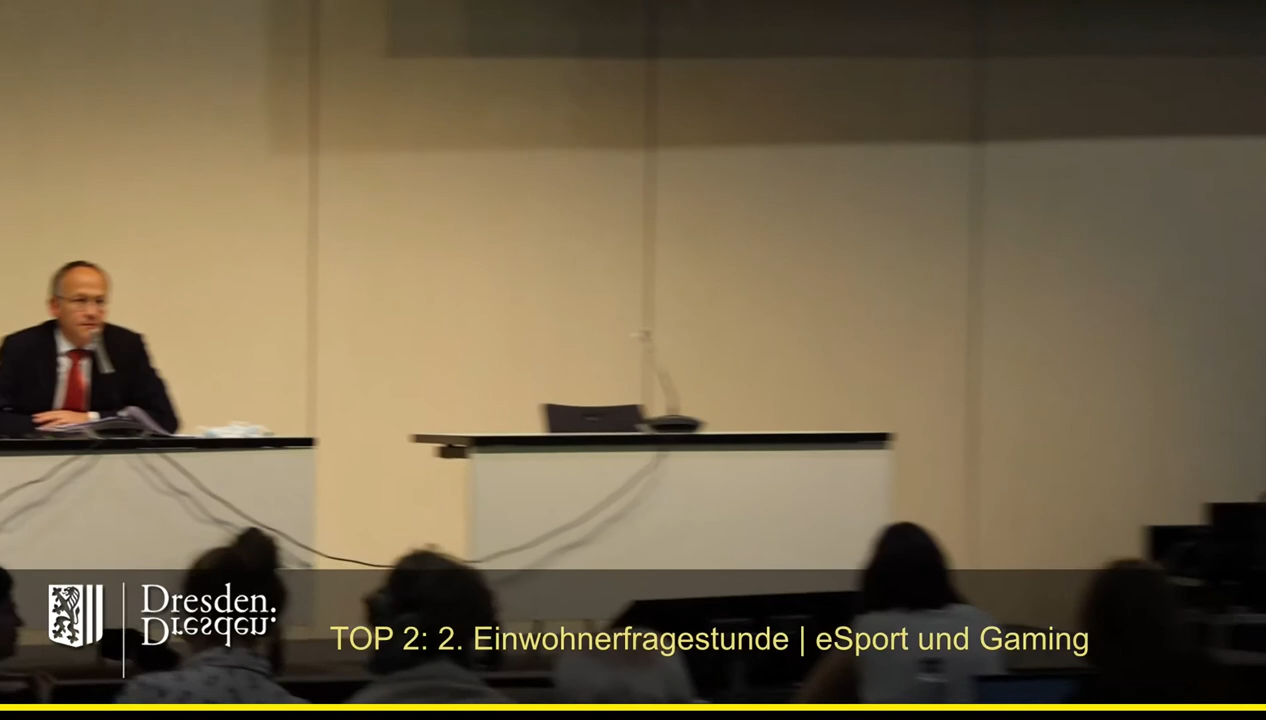 Dresden.
Dresden.
TOP 2: 2. Einwohnerfragestunde | eSport und Gaming